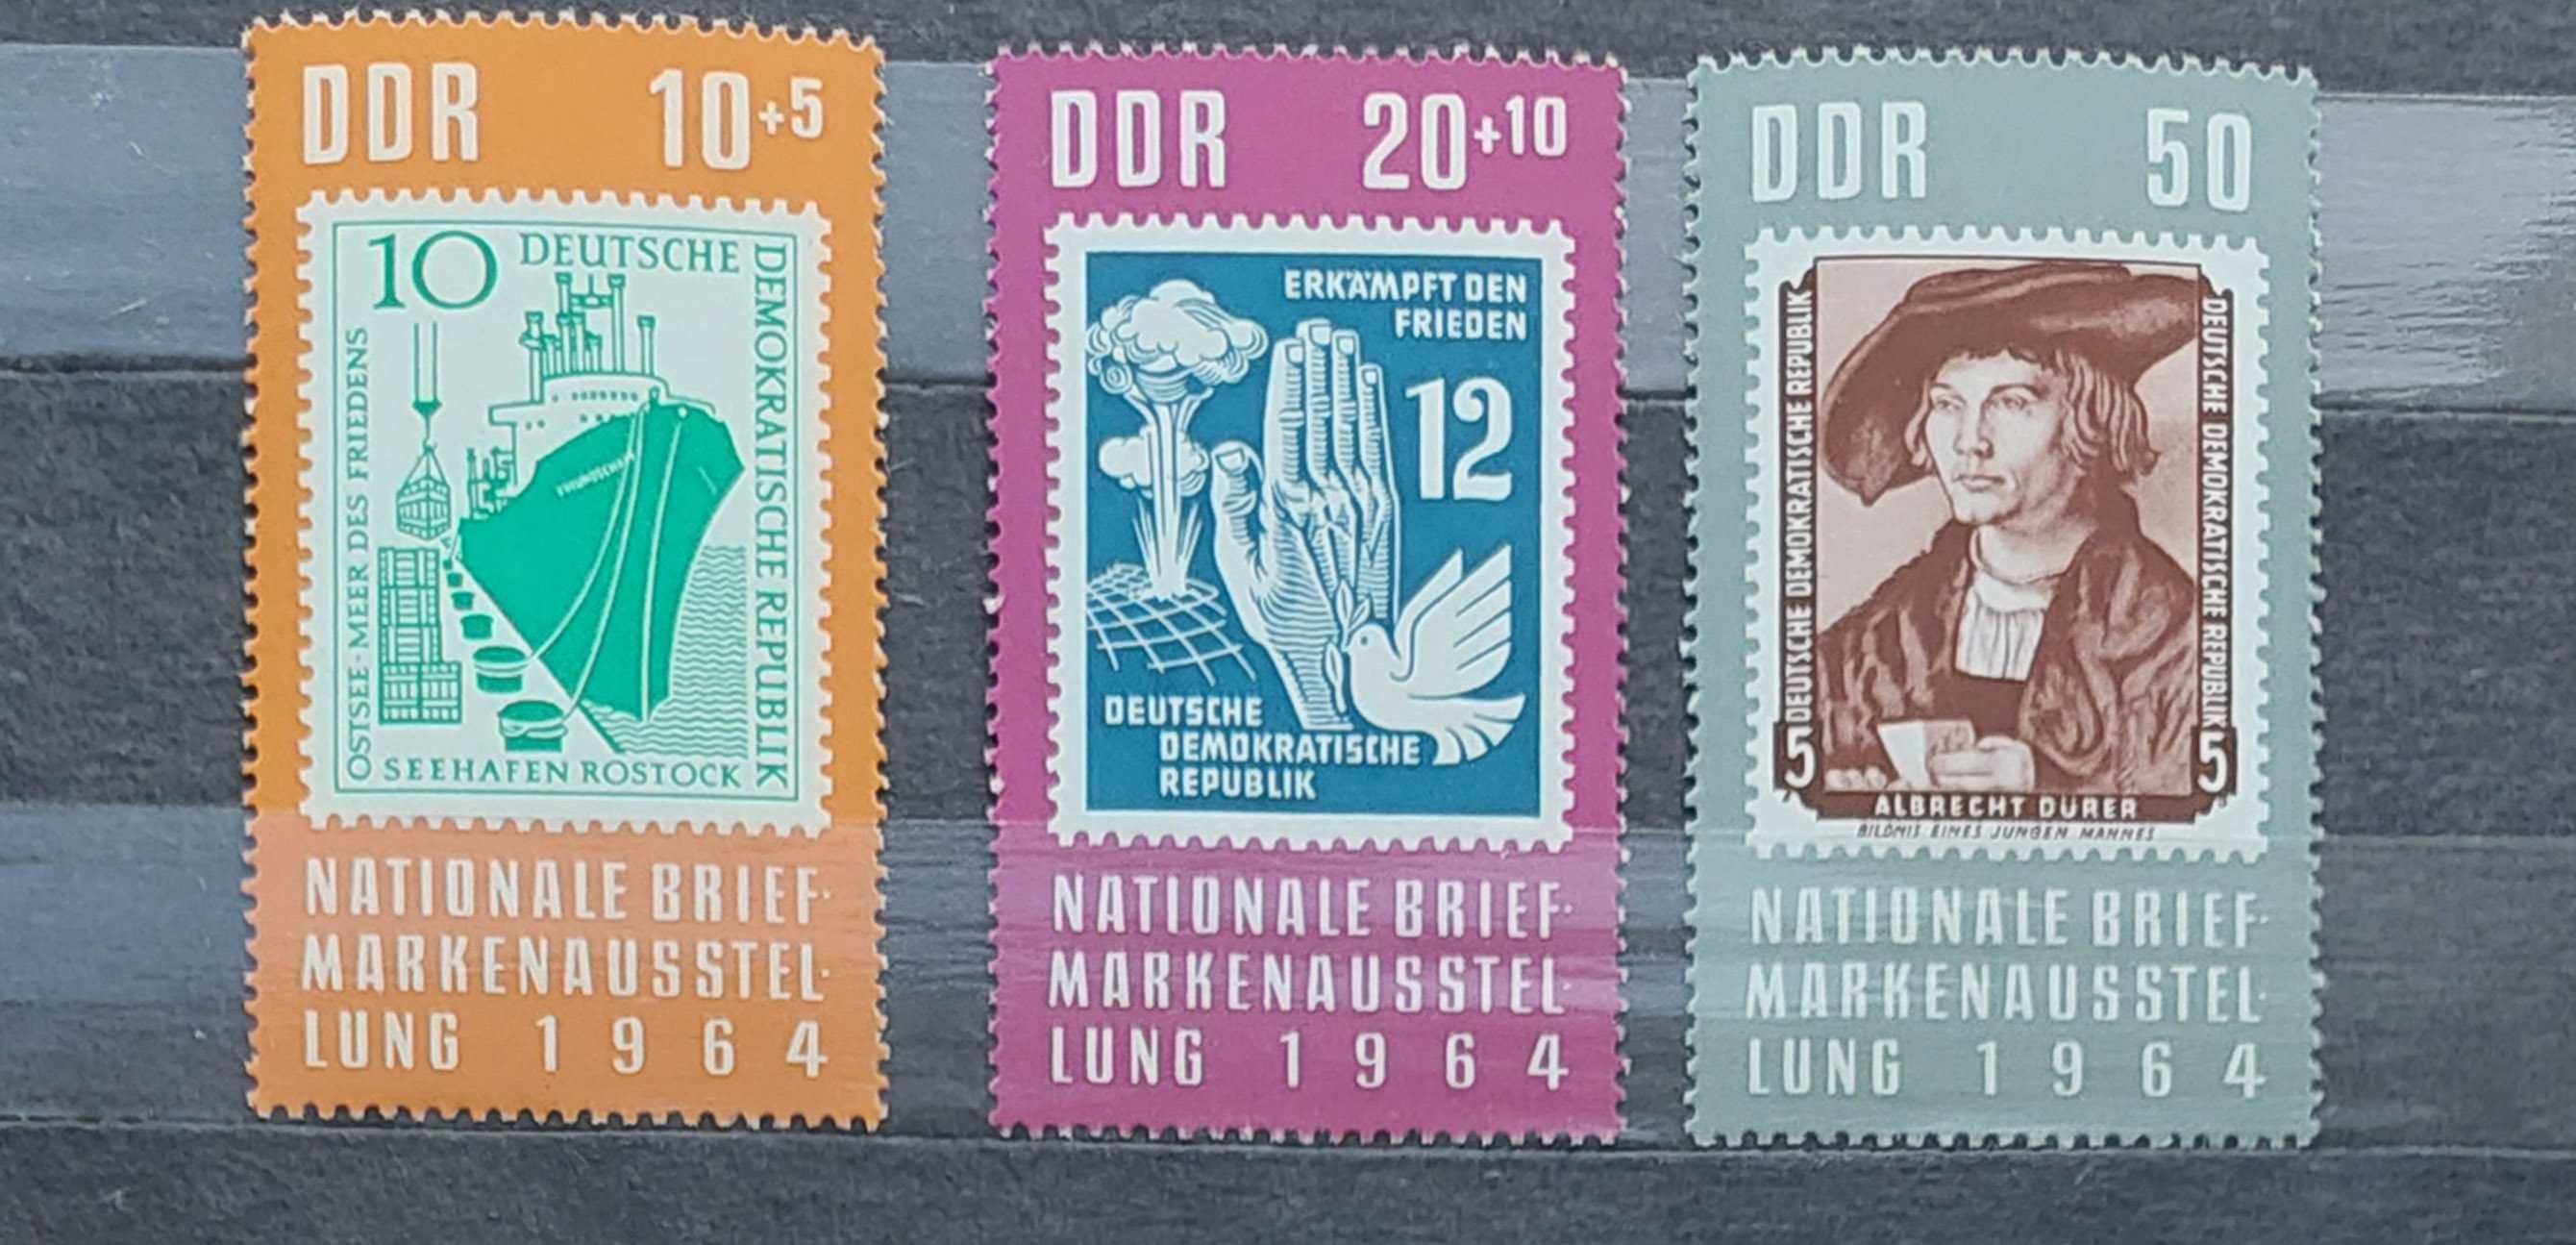 DDR 10+5
10 DEUTSCHE
DEMOKRATISCHE REPUBLIK
OSTSEE-MEER DES FRIEDENS
FREUNDSCHAFT
SEEHAFEN ROSTOCK
NATIONALE BRIEF-
MARKENAUSSTEL-
LUNG 1964
DDR 20+10
ERKÄMPFT DEN
FRIEDEN
12
DEUTSCHE
DEMOKRATISCHE
REPUBLIK
NATIONALE BRIEF-
MARKENAUSSTEL-
LUNG 1964
DDR 50
DEUTSCHE DEMOKRATISCHE REPUBLIK
DEUTSCHE DEMOKRATISCHE REPUBLIK
5 5
ALBRECHT DÜRER
BILDNIS EINES JUNGEN MANNES
NATIONALE BRIEF-
MARKENAUSSTEL-
LUNG 1964